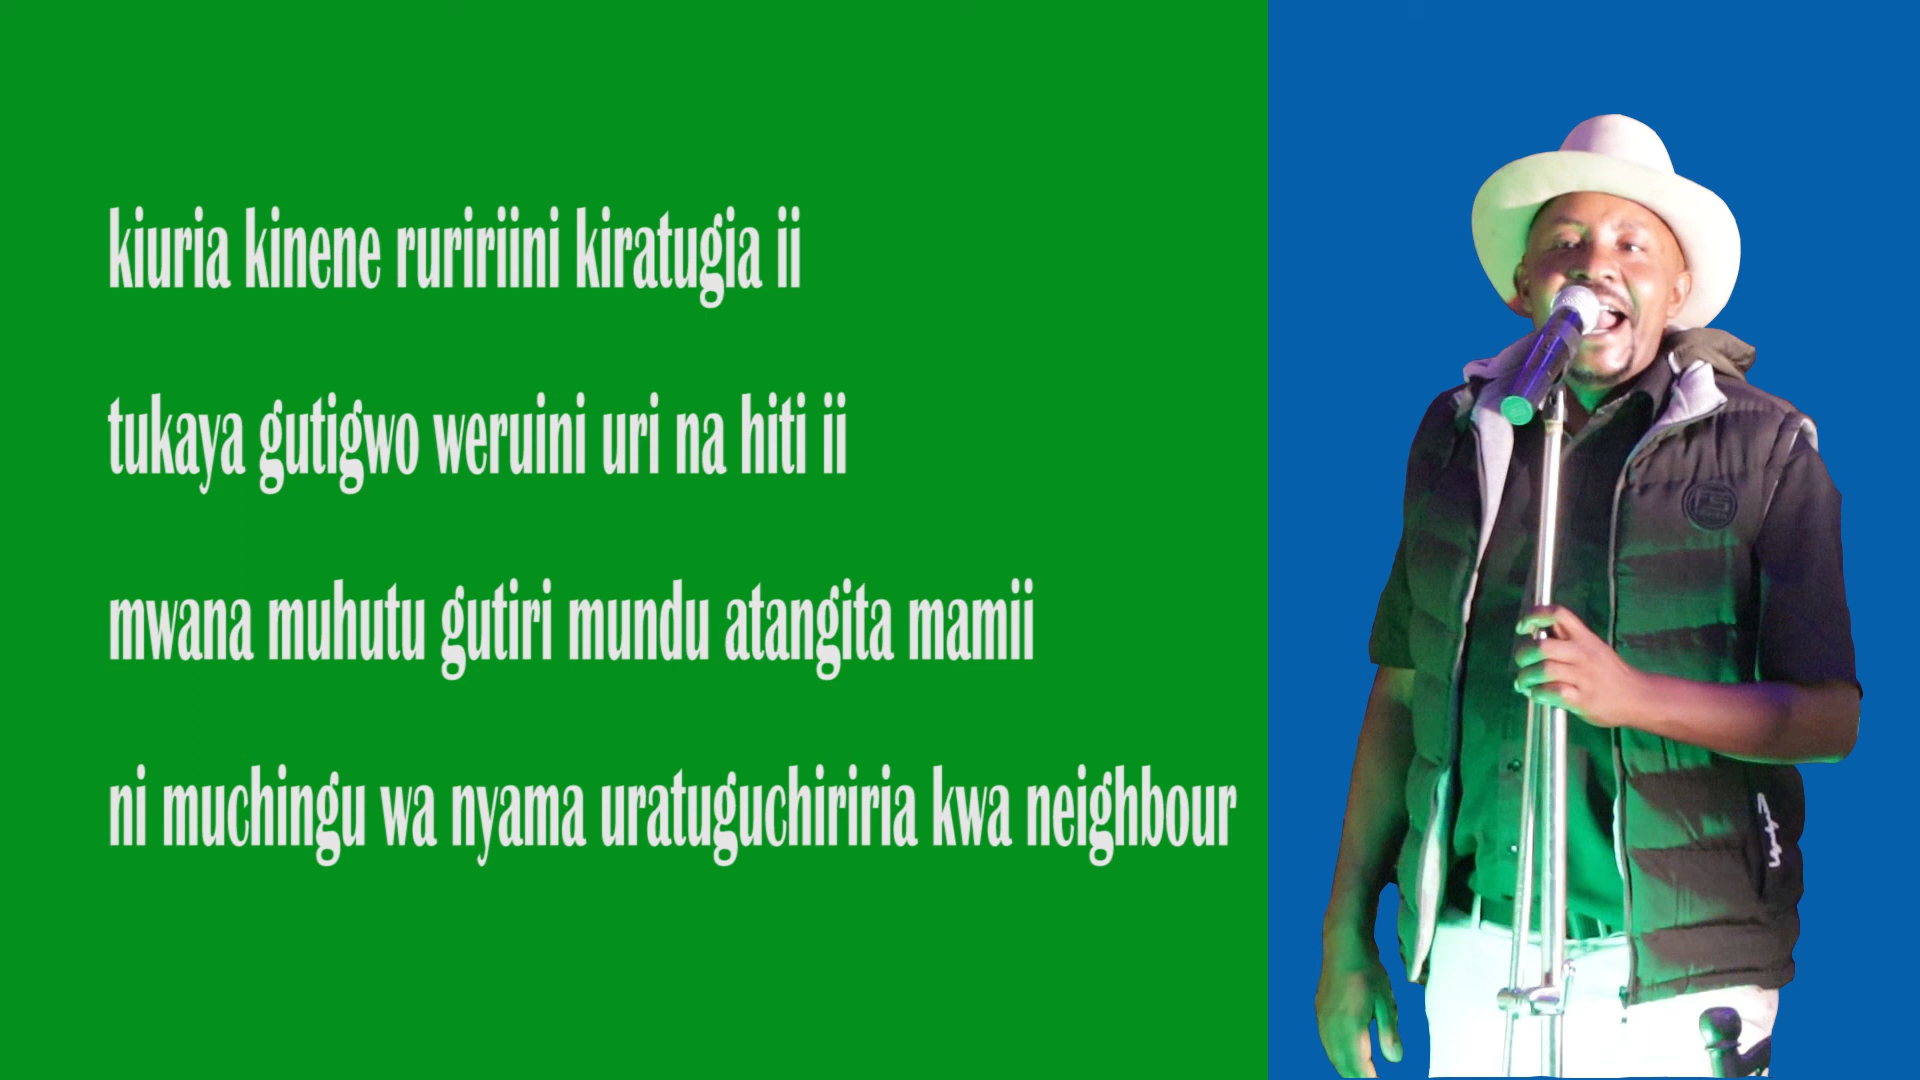 kiuria kinene ruririini kiratugia ii
tukaya gutigwo weruini uri na hiti ii
mwana muhutu gutiri mundu atangita mamii
ni muchingu wa nyama uratuguchiriria kwa neighbour